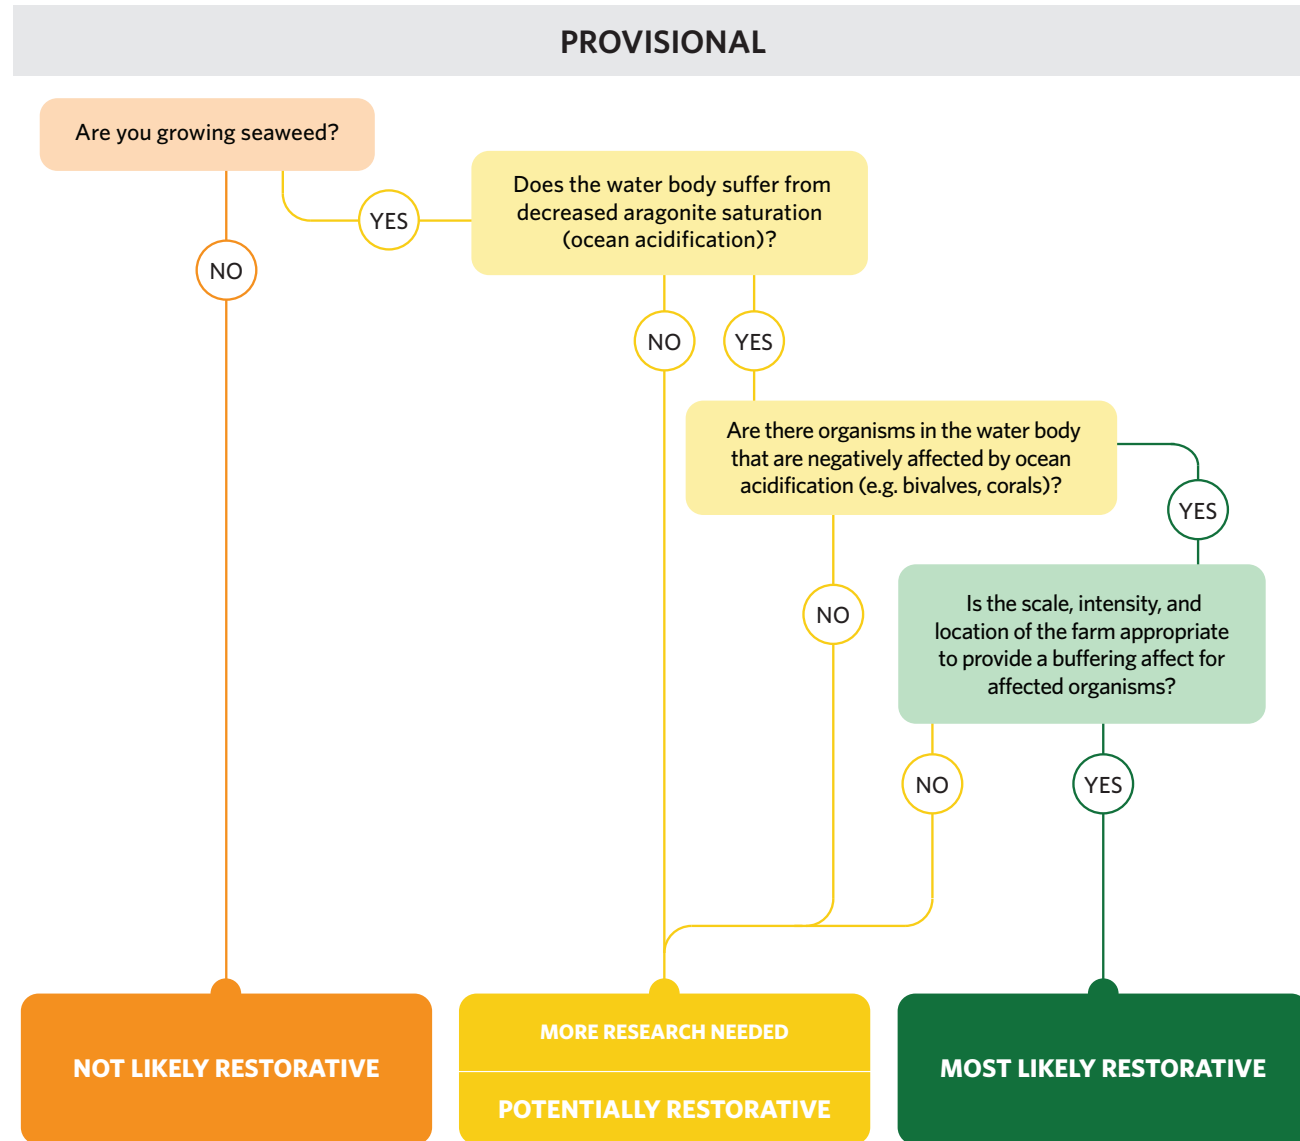 PROVISIONAL
Are you growing seaweed?
YES
NO
Does the water body suffer from
decreased aragonite saturation
(ocean acidification)?
NO
YES
Are there organisms in the water body
that are negatively affected by ocean
acidification (e.g. bivalves, corals)?
YES
NO
Is the scale, intensity, and
location of the farm appropriate
to provide a buffering affect for
affected organisms?
NO
YES
NOT LIKELY RESTORATIVE
MORE RESEARCH NEEDED
POTENTIALLY RESTORATIVE
MOST LIKELY RESTORATIVE